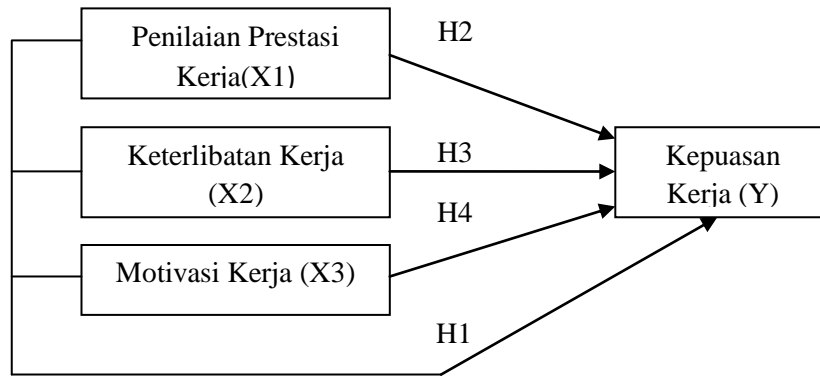 Penilaian Prestasi
Kerja(X1)
H2
Keterlibatan Kerja
(X2)
H3
Kepuasan
Kerja (Y)
H4
Motivasi Kerja (X3)
H1